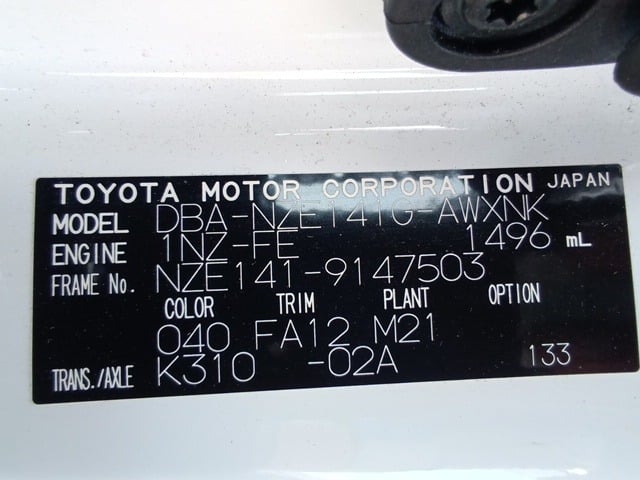 TOYOTA MOTOR CORPORATION JAPAN
MODEL DBA-NZE141G-AWXNK
ENGINE 1NZ-FE 1496 mL
FRAME No. NZE141-9147503
COLOR TRIM PLANT OPTION
040 FA12 M21
TRANS./AXLE K310 -02A 133